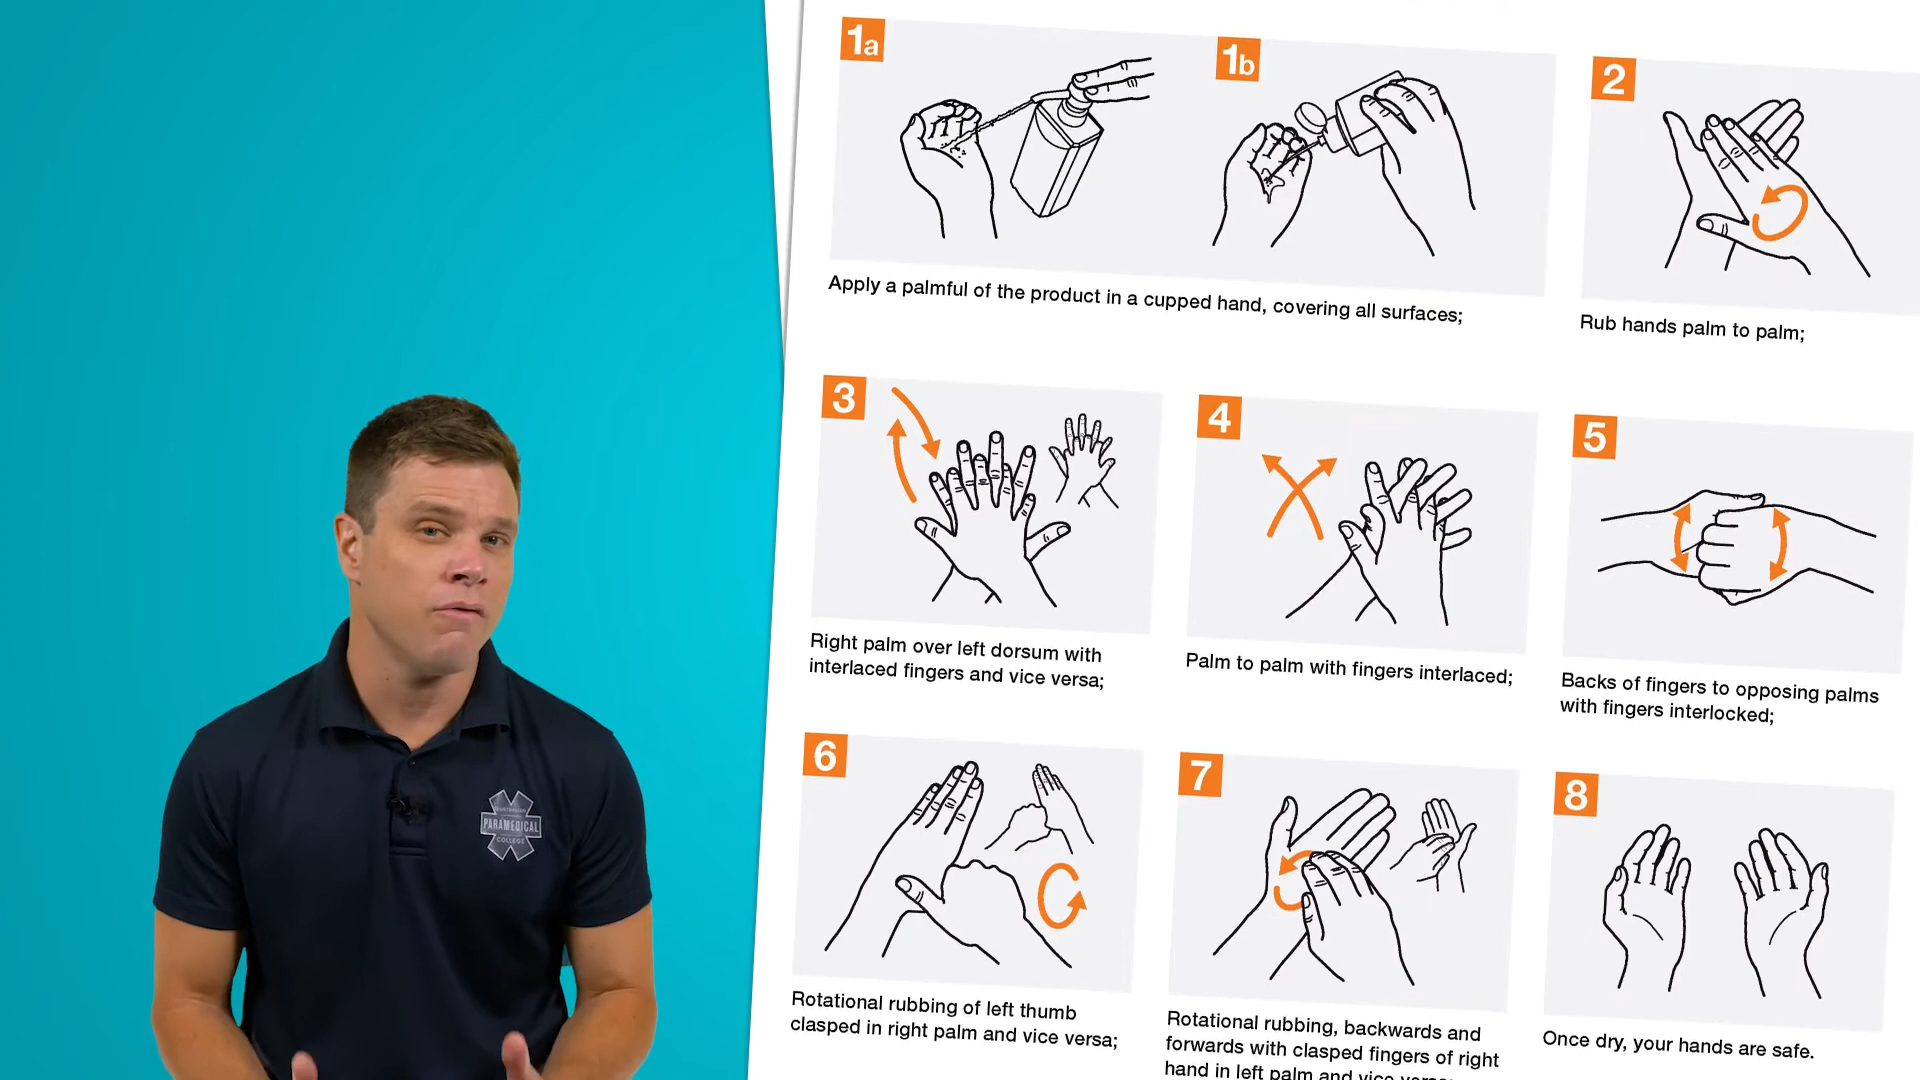 1a
1b
2
Apply a palmful of the product in a cupped hand, covering all surfaces;
Rub hands palm to palm;
3
4
5
Right palm over left dorsum with
interlaced fingers and vice versa;
Palm to palm with fingers interlaced;
Backs of fingers to opposing palms
with fingers interlocked;
6
7
8
Rotational rubbing of left thumb
clasped in right palm and vice versa;
Rotational rubbing, backwards and
forwards with clasped fingers of right
hand in left palm and vice
Once dry, your hands are safe.
AUSTRALIAN
PARAMEDICAL
COLLEGE